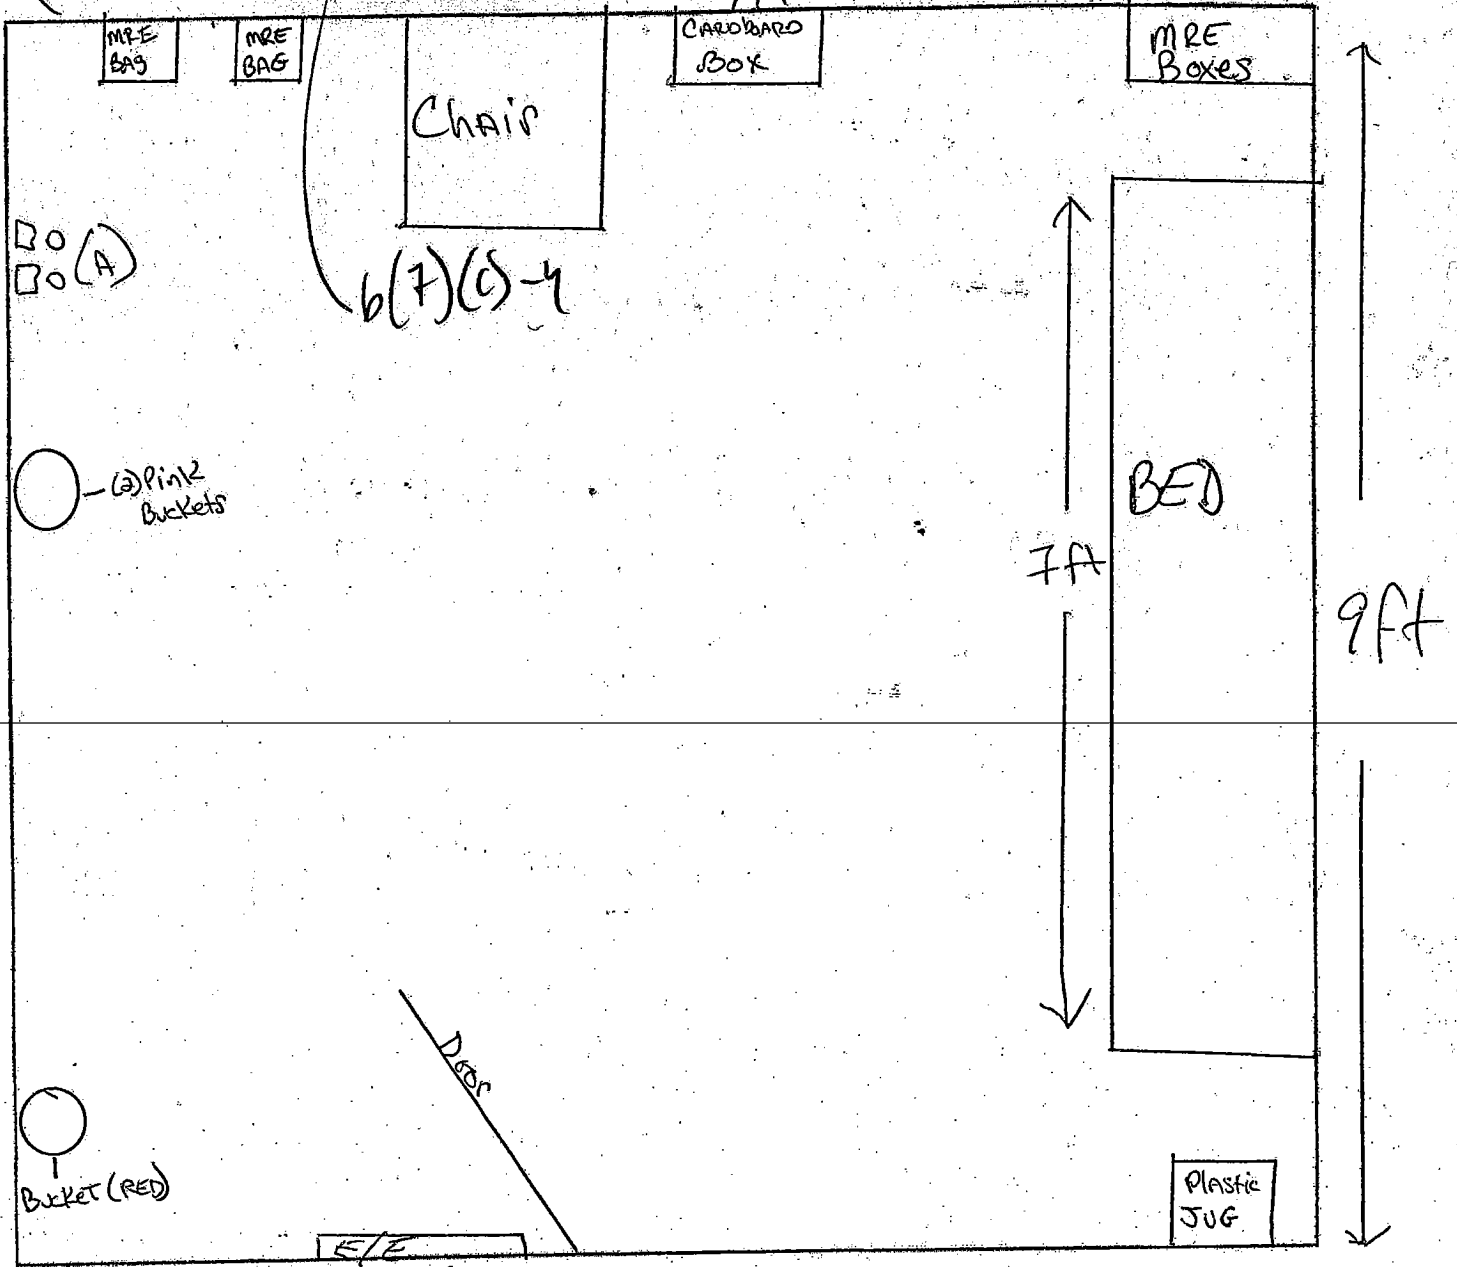 MRE
BAg
MRE
BAG
CARDBOARD
Box
MRE
Boxes
Chair
(A)
b(7)(C)-4
(2) Pink
Buckets
BED
7ft
9ft
Door
Bucket (RED)
Plastic
JUG
E/E